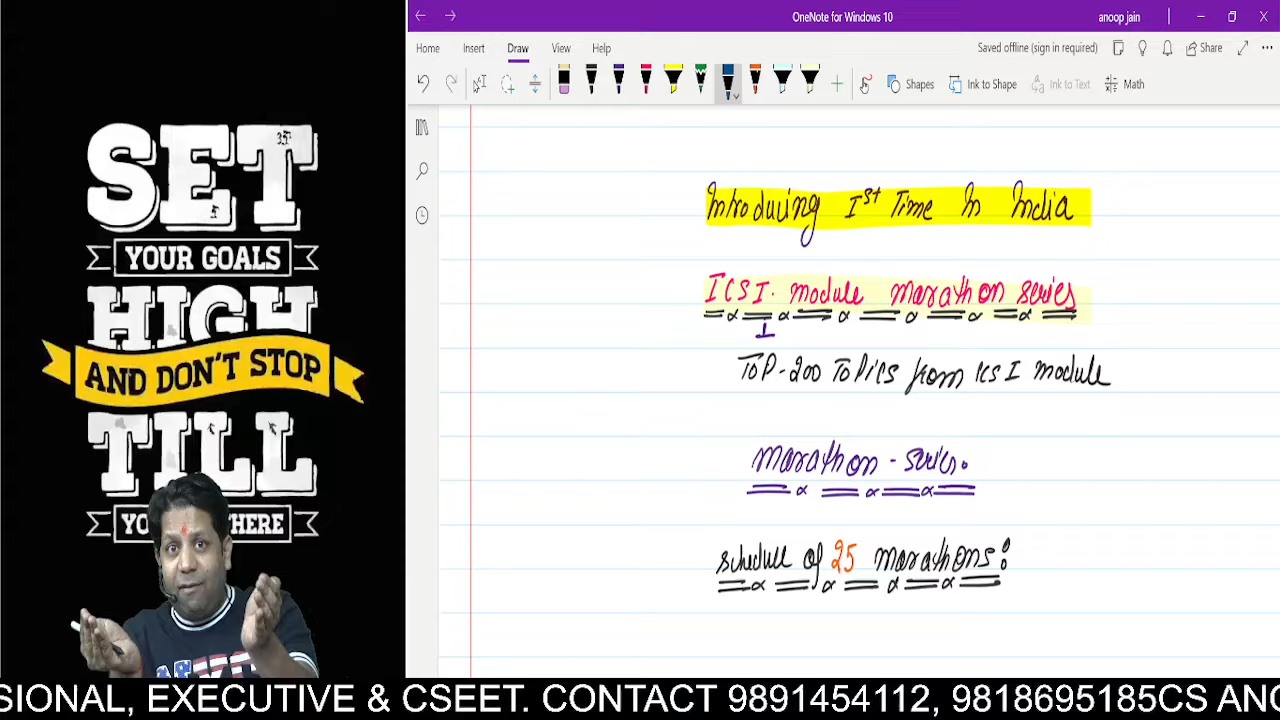 SET
YOUR GOALS
HIGH
AND DON'T STOP
TILL
YO HERE
OneNote for Windows 10
anoop jain
Home Insert Draw View Help
Saved offline (sign in required)
Share
Shapes
Ink to Shape
Ink to Text
Math
Introducing Ist Time In India
ICSI. module marathon series
TOP-200 Topics from ICSI module
marathon - series.
schedule of 25 marathons:
SIONAL, EXECUTIVE & CSEET. CONTACT 9891454112, 9818695185CS ANO